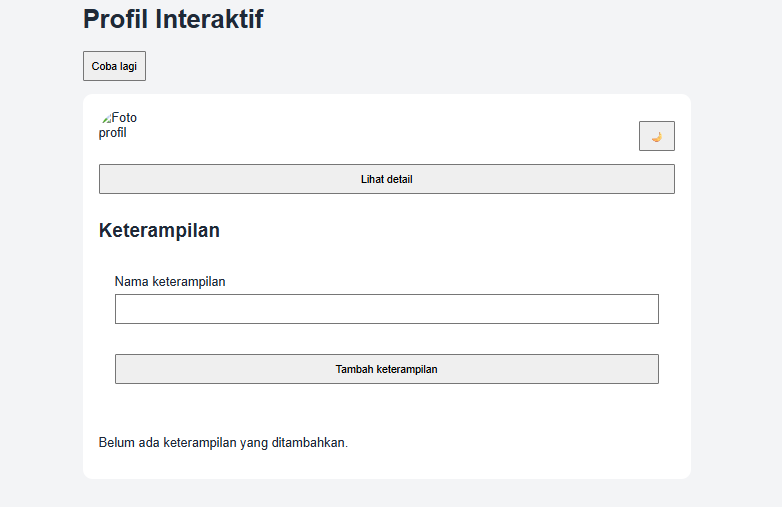 Profil Interaktif
Coba lagi
Foto
profil
🌙
Lihat detail
Keterampilan
Nama keterampilan
Tambah keterampilan
Belum ada keterampilan yang ditambahkan.